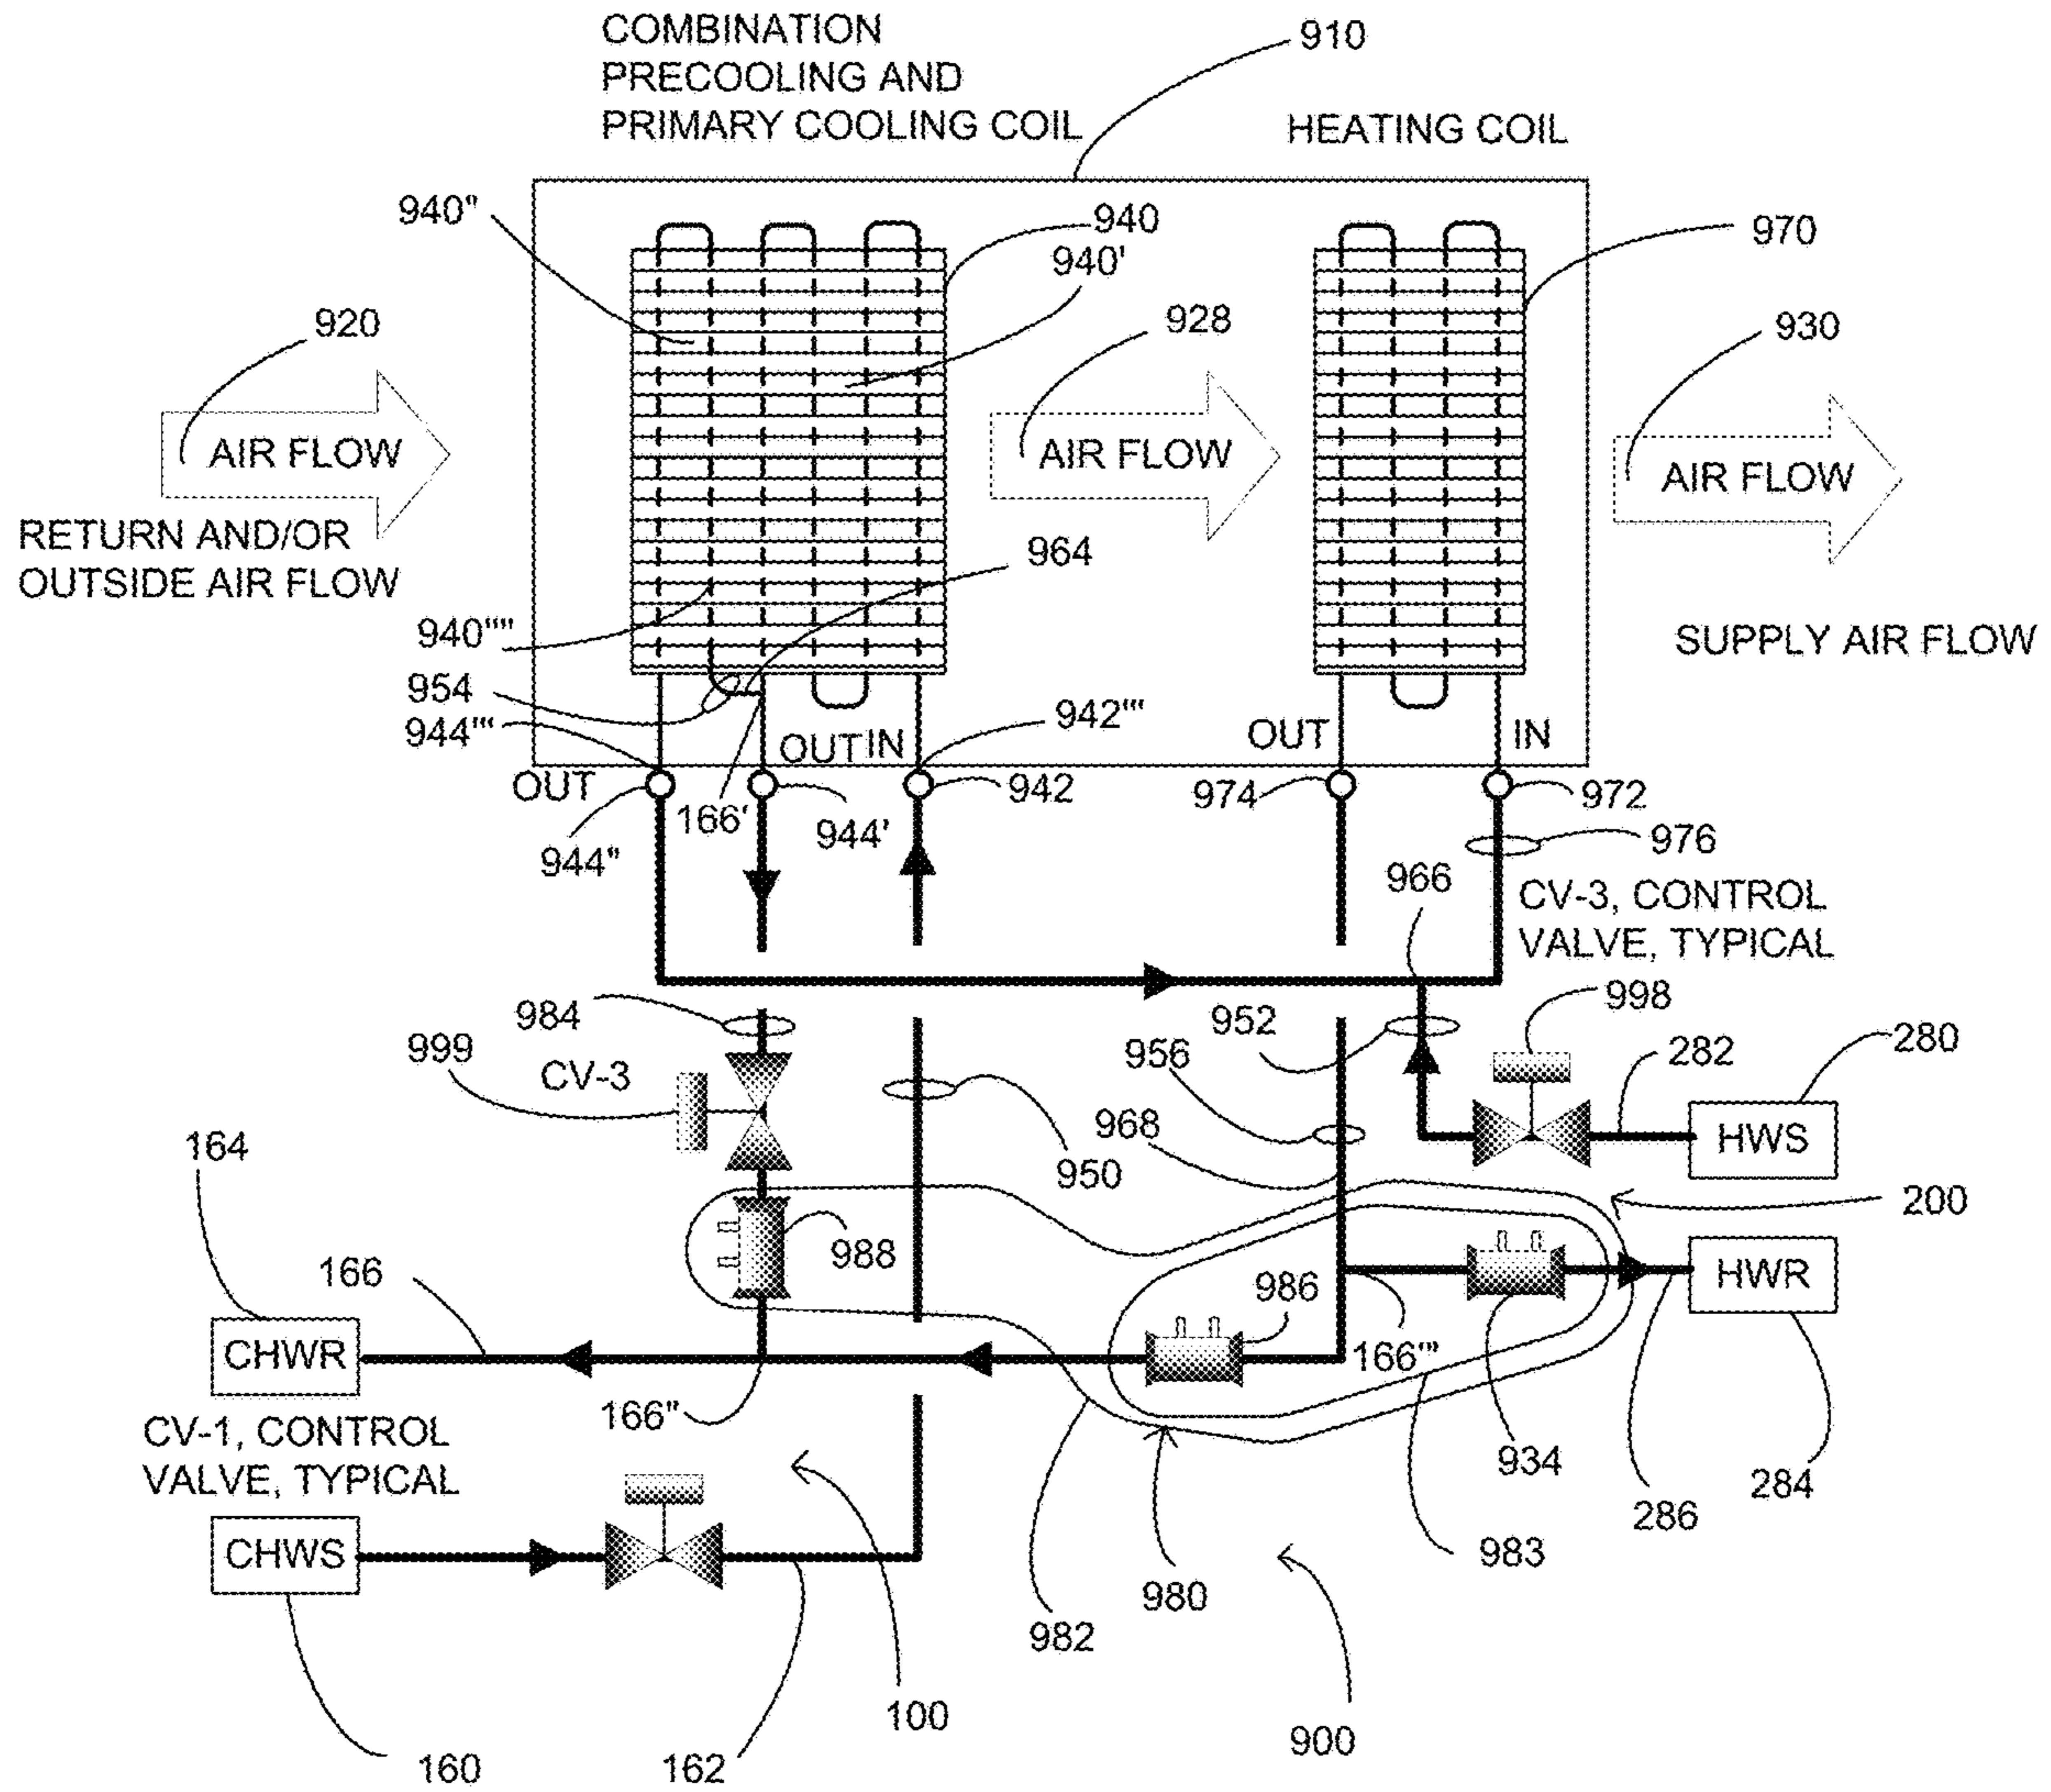 COMBINATION
PRECOOLING AND
PRIMARY COOLING COIL
910
HEATING COIL
940"
940
940'
970
920
928
930
AIR FLOW
AIR FLOW
AIR FLOW
RETURN AND/OR
OUTSIDE AIR FLOW
964
940""
SUPPLY AIR FLOW
954
944"'
942"'
OUT
IN
OUT
IN
OUT
944"
166'
944'
942
974
972
976
966
CV-3, CONTROL
VALVE, TYPICAL
984
952
998
999
CV-3
956
282
280
164
968
HWS
950
200
166
988
986
HWR
CHWR
166"'
166"
CV-1, CONTROL
VALVE, TYPICAL
934
284
286
CHWS
983
980
982
100
900
160
162